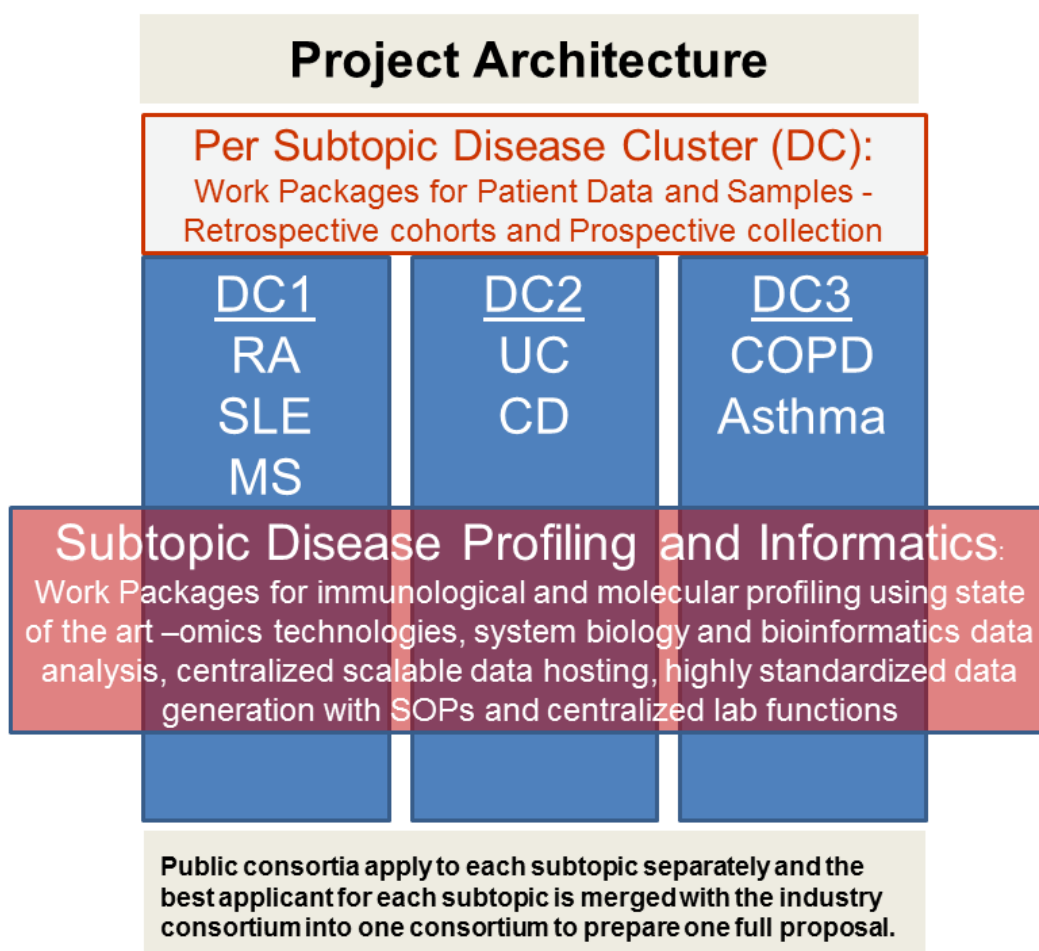 Project Architecture
Per Subtopic Disease Cluster (DC):
Work Packages for Patient Data and Samples -
Retrospective cohorts and Prospective collection
DC1
RA
SLE
MS
DC2
UC
CD
DC3
COPD
Asthma
Subtopic Disease Profiling and Informatics:
Work Packages for immunological and molecular profiling using state
of the art –omics technologies, system biology and bioinformatics data
analysis, centralized scalable data hosting, highly standardized data
generation with SOPs and centralized lab functions
Public consortia apply to each subtopic separately and the
best applicant for each subtopic is merged with the industry
consortium into one consortium to prepare one full proposal.